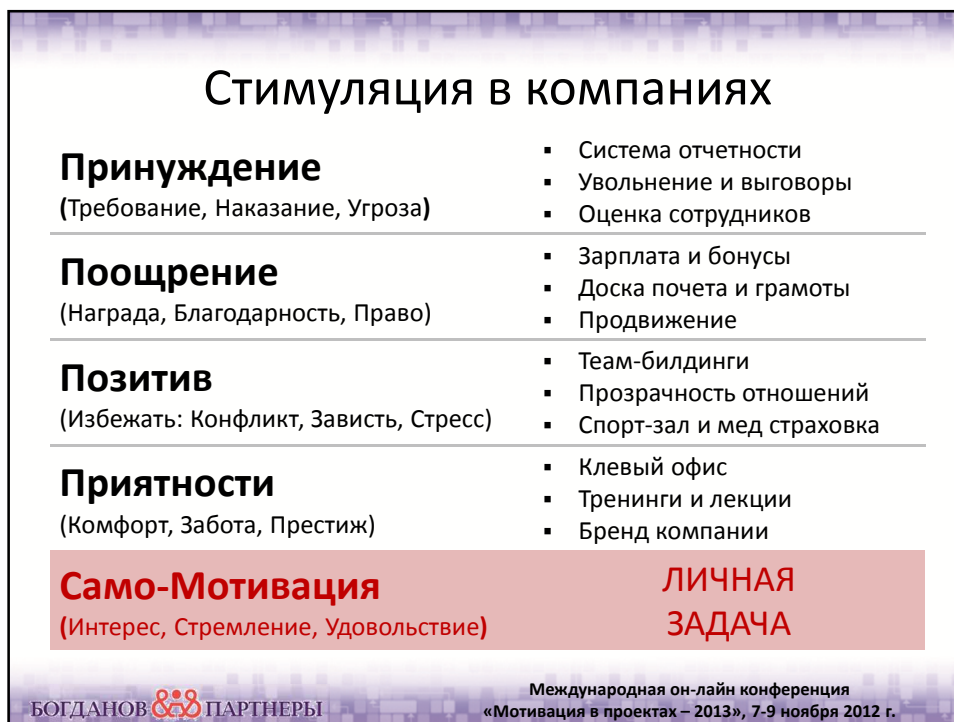 Стимуляция в компаниях
Принуждение
(Требование, Наказание, Угроза)
▪ Система отчетности
▪ Увольнение и выговоры
▪ Оценка сотрудников
Поощрение
(Награда, Благодарность, Право)
▪ Зарплата и бонусы
▪ Доска почета и грамоты
▪ Продвижение
Позитив
(Избежать: Конфликт, Зависть, Стресс)
▪ Теам-билдинги
▪ Прозрачность отношений
▪ Спорт-зал и мед страховка
Приятности
(Комфорт, Забота, Престиж)
▪ Клевый офис
▪ Тренинги и лекции
▪ Бренд компании
Само-Мотивация
(Интерес, Стремление, Удовольствие)
ЛИЧНАЯ
ЗАДАЧА
БОГДАНОВ & ПАРТНЕРЫ
Международная он-лайн конференция
«Мотивация в проектах – 2013», 7-9 ноября 2012 г.